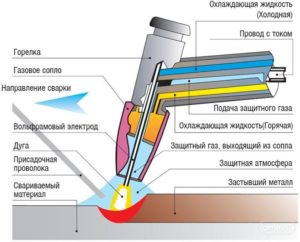 Охлаждающая жидкость
(Холодная)
Провод с током
Горелка
Газовое сопло
Направление сварки
Подача защитного газа
Охлаждающая жидкость(Горячая)
Вольфрамовый электрод
Защитный газ, выходящий из сопла
Дуга
Присадочная
проволока
Защитная атмосфера
Свариваемый
материал
Застывший металл